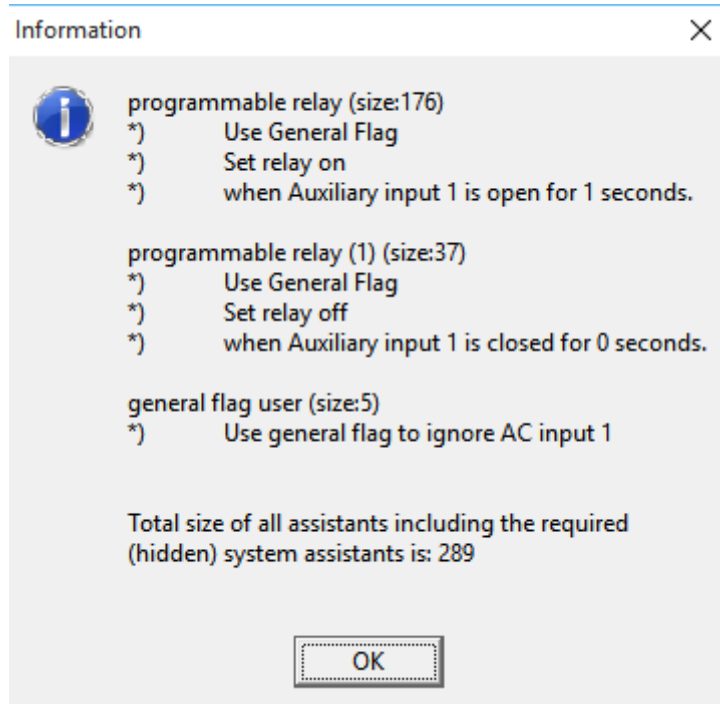 Information
programmable relay (size:176)
*) Use General Flag
*) Set relay on
*) when Auxiliary input 1 is open for 1 seconds.
programmable relay (1) (size:37)
*) Use General Flag
*) Set relay off
*) when Auxiliary input 1 is closed for 0 seconds.
general flag user (size:5)
*) Use general flag to ignore AC input 1
Total size of all assistants including the required
(hidden) system assistants is: 289
OK